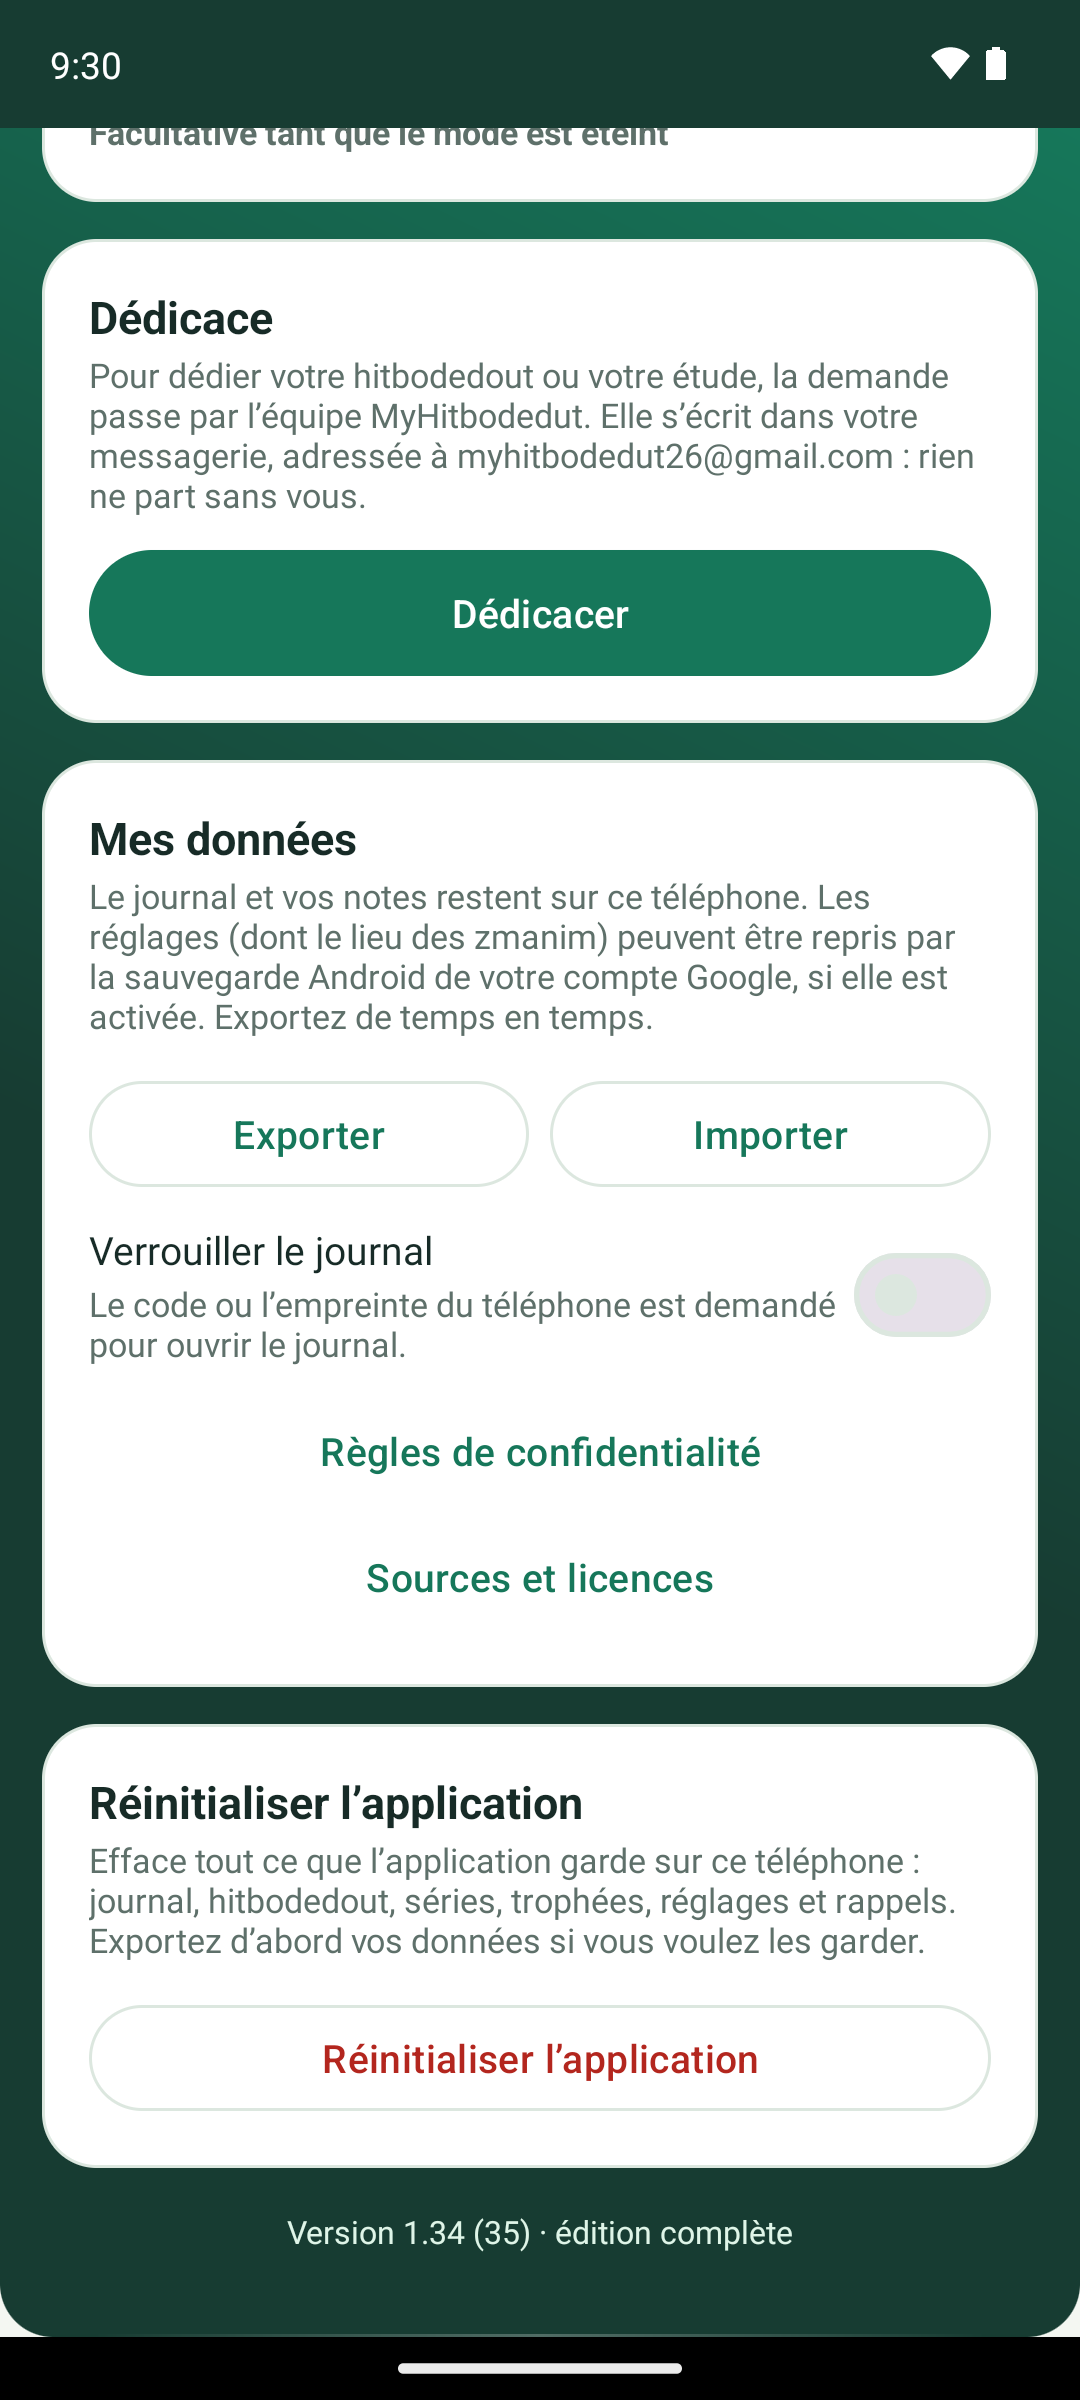 9:30
Facultative tant que le mode est éteint
Dédicace
Pour dédier votre hitbodedout ou votre étude, la demande
passe par l’équipe MyHitbodedut. Elle s’écrit dans votre
messagerie, adressée à myhitbodedut26@gmail.com : rien
ne part sans vous.
Dédicacer
Mes données
Le journal et vos notes restent sur ce téléphone. Les
réglages (dont le lieu des zmanim) peuvent être repris par
la sauvegarde Android de votre compte Google, si elle est
activée. Exportez de temps en temps.
Exporter
Importer
Verrouiller le journal
Le code ou l’empreinte du téléphone est demandé
pour ouvrir le journal.
Règles de confidentialité
Sources et licences
Réinitialiser l’application
Efface tout ce que l’application garde sur ce téléphone :
journal, hitbodedout, séries, trophées, réglages et rappels.
Exportez d’abord vos données si vous voulez les garder.
Réinitialiser l’application
Version 1.34 (35) · édition complète